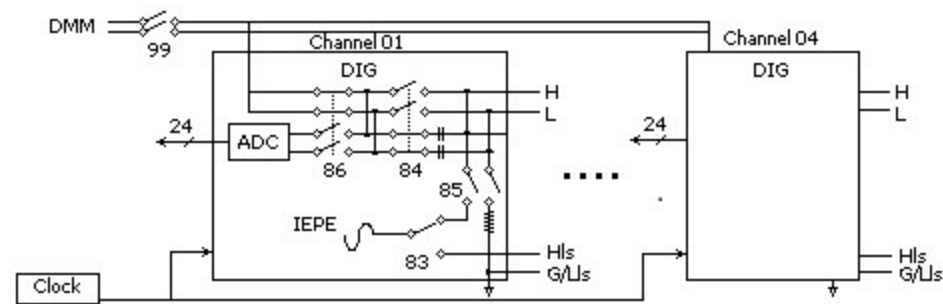 DMM
99
Channel 01
Channel 04
DIG
DIG
H
L
H
L
24
24
ADC
86
84
85
IEPE
83
Hls
G/Lls
Hls
G/Lls
Clock